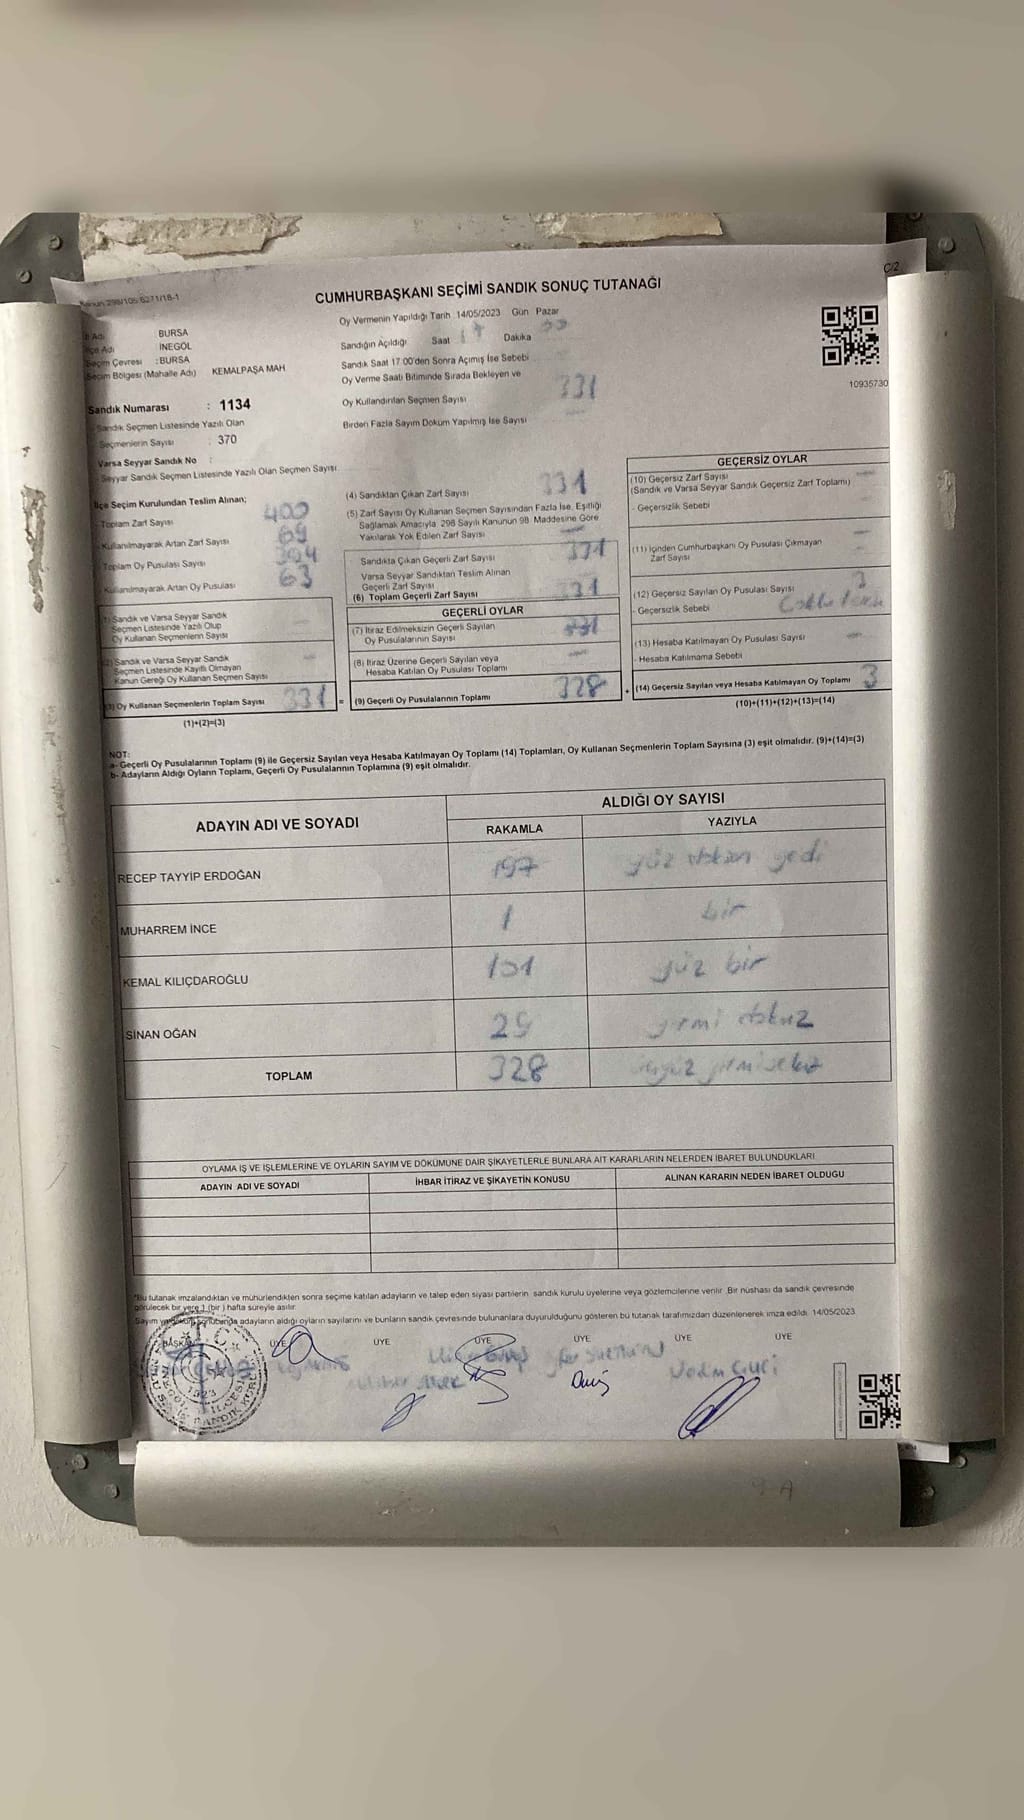 Kanun:298/105 6271/18-1
C/2
CUMHURBAŞKANI SEÇİMİ SANDIK SONUÇ TUTANAĞI
İl Adı BURSA
İlçe Adı İNEGÖL
Seçim Çevresi : BURSA
Seçim Bölgesi (Mahalle Adı) KEMALPAŞA MAH
Sandık Numarası : 1134
Sandık Seçmen Listesinde Yazılı Olan
Seçmenlerin Sayısı : 370
Varsa Seyyar Sandık No :
Seyyar Sandık Seçmen Listesinde Yazılı Olan Seçmen Sayısı
Oy Vermenin Yapıldığı Tarih 14/05/2023 Gün Pazar
Sandığın Açıldığı Saat 17 Dakika
Sandık Saat 17:00'den Sonra Açımış İse Sebebi
Oy Verme Saati Bitiminde Sırada Bekleyen ve
Oy Kullandırılan Seçmen Sayısı 331
Birden Fazla Sayım Döküm Yapılmış İse Sayısı
10935730
İlçe Seçim Kurulundan Teslim Alınan;
Toplam Zarf Sayısı 400
Kullanılmayarak Artan Zarf Sayısı 69
Toplam Oy Pusulası Sayısı 394
Kullanılmayarak Artan Oy Pusulası 63
(1) Sandık ve Varsa Seyyar Sandık
Seçmen Listesinde Yazılı Olup
Oy Kullanan Seçmenlerin Sayısı
(2) Sandık ve Varsa Seyyar Sandık
Seçmen Listesinde Kayıtlı Olmayan
Kanun Gereği Oy Kullanan Seçmen Sayısı
(3) Oy Kullanan Seçmenlerin Toplam Sayısı 331
(1)+(2)=(3)
(4) Sandıktan Çıkan Zarf Sayısı 331
(5) Zarf Sayısı Oy Kullanan Seçmen Sayısından Fazla İse, Eşitliği
Sağlamak Amacıyla 298 Sayılı Kanunun 98. Maddesine Göre
Yakılarak Yok Edilen Zarf Sayısı
Sandıkta Çıkan Geçerli Zarf Sayısı 331
Varsa Seyyar Sandıktan Teslim Alınan
Geçerli Zarf Sayısı
(6) Toplam Geçerli Zarf Sayısı 331
GEÇERLİ OYLAR
(7) İtiraz Edilmeksizin Geçerli Sayılan
Oy Pusulalarının Sayısı
(8) İtiraz Üzerine Geçerli Sayılan veya
Hesaba Katılan Oy Pusulası Toplamı
= (9) Geçerli Oy Pusulalarının Toplamı 328
GEÇERSİZ OYLAR
(10) Geçersiz Zarf Sayısı
(Sandık ve Varsa Seyyar Sandık Geçersiz Zarf Toplamı)
- Geçersizlik Sebebi
(11) İçinden Cumhurbaşkanı Oy Pusulası Çıkmayan
Zarf Sayısı
(12) Geçersiz Sayılan Oy Pusulası Sayısı 3
- Geçersizlik Sebebi
(13) Hesaba Katılmayan Oy Pusulası Sayısı
- Hesaba Katılmama Sebebi
+ (14) Geçersiz Sayılan veya Hesaba Katılmayan Oy Toplamı 3
(10)+(11)+(12)+(13)=(14)
NOT:
a- Geçerli Oy Pusulalarının Toplamı (9) ile Geçersiz Sayılan veya Hesaba Katılmayan Oy Toplamı (14) Toplamları, Oy Kullanan Seçmenlerin Toplam Sayısına (3) eşit olmalıdır. (9)+(14)=(3)
b- Adayların Aldığı Oyların Toplamı, Geçerli Oy Pusulalarının Toplamına (9) eşit olmalıdır.
ADAYIN ADI VE SOYADI
ALDIĞI OY SAYISI
RAKAMLA YAZIYLA
RECEP TAYYİP ERDOĞAN 197 yüz doksan yedi
MUHARREM İNCE 1 bir
KEMAL KILIÇDAROĞLU 101 yüz bir
SİNAN OĞAN 29 yirmi dokuz
TOPLAM 328 üçyüz yirmisekiz
OYLAMA İŞ VE İŞLEMLERİNE VE OYLARIN SAYIM VE DÖKÜMÜNE DAİR ŞİKAYETLERLE BUNLARA AİT KARARLARIN NELERDEN İBARET BULUNDUKLARI
ADAYIN ADI VE SOYADI İHBAR İTİRAZ VE ŞİKAYETİN KONUSU ALINAN KARARIN NEDEN İBARET OLDUGU
*Bu tutanak imzalandıktan ve mühürlendikten sonra seçime katılan adayların ve talep eden siyası partilerin sandık kurulu üyelerine veya gözlemcilerine verilir. Bir nüshası da sandık çevresinde
görülecek bir yere 1 (bir ) hafta süreyle asılır.
Sayım ve sonucunda adayların aldığı oyların sayılarını ve bunların sandık çevresinde bulunanlara duyurulduğunu gösteren bu tutanak tarafımızdan düzenlenerek imza edildi. 14/05/2023
BAŞKAN ÜYE ÜYE ÜYE ÜYE ÜYE ÜYE
T.C.
1923
9-A